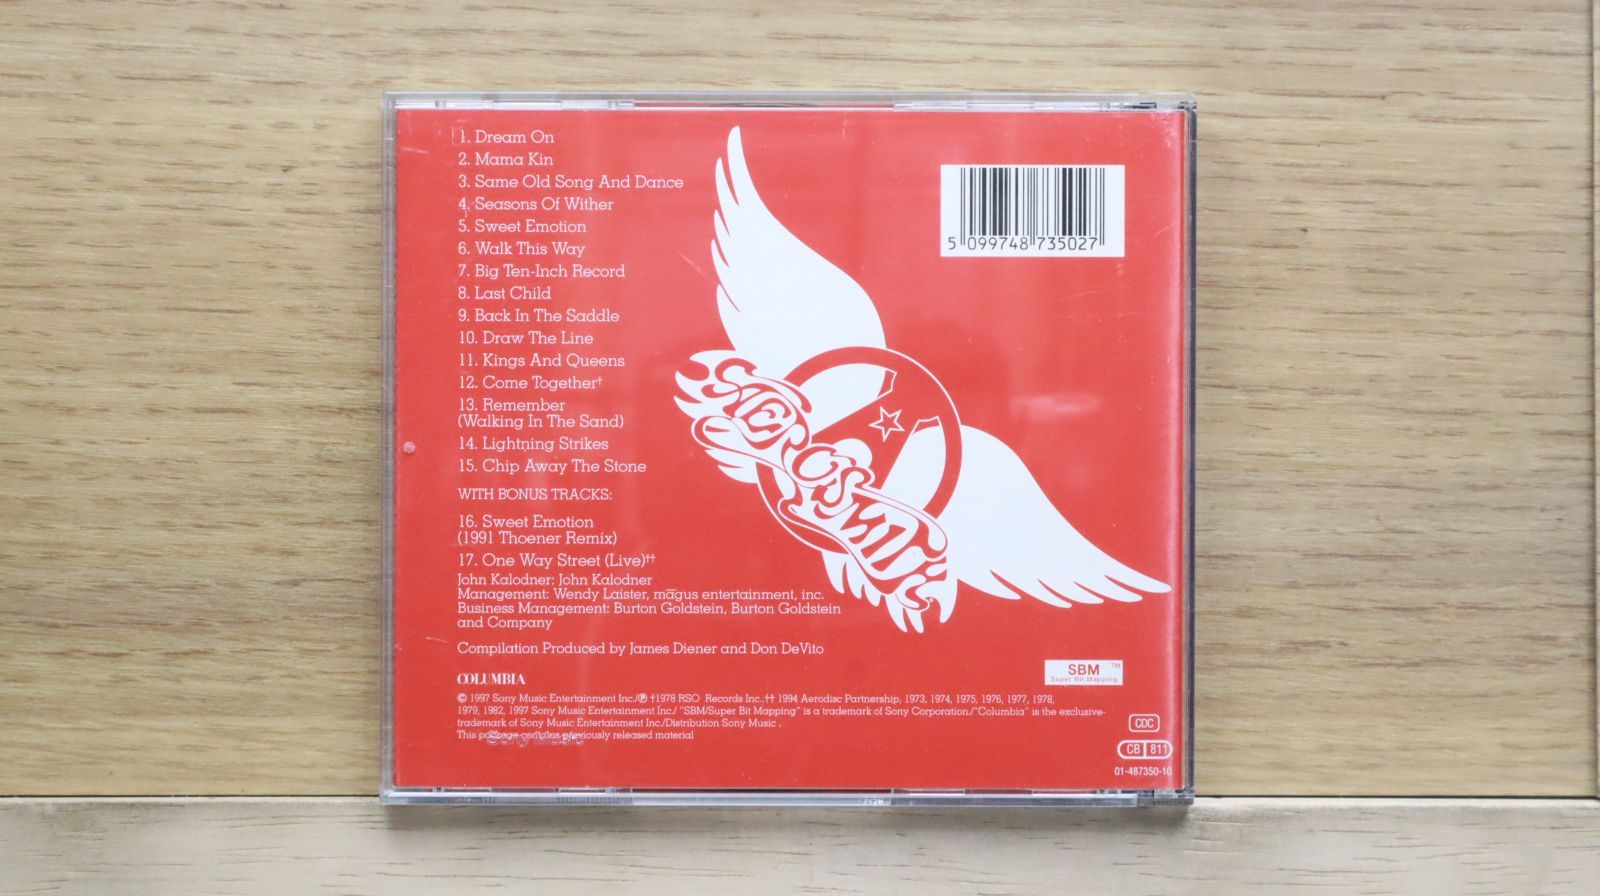 1. Dream On
2. Mama Kin
3. Same Old Song And Dance
4. Seasons Of Wither
5. Sweet Emotion
6. Walk This Way
7. Big Ten-Inch Record
8. Last Child
9. Back In The Saddle
10. Draw The Line
11. Kings And Queens
12. Come Together†
13. Remember
(Walking In The Sand)
14. Lightning Strikes
15. Chip Away The Stone
WITH BONUS TRACKS:
16. Sweet Emotion
(1991 Thoener Remix)
17. One Way Street (Live)††
John Kalodner: John Kalodner
Management: Wendy Laister, magus entertainment, inc.
Business Management: Burton Goldstein, Burton Goldstein
and Company
Compilation Produced by James Diener and Don DeVito
COLUMBIA
© 1997 Sony Music Entertainment Inc./℗ †1978 RSO Records Inc.,†† 1994 Aerodisc Partnership, 1973, 1974, 1975, 1976, 1977, 1978,
1979, 1982, 1997 Sony Music Entertainment Inc./ "SBM/Super Bit Mapping" is a trademark of Sony Corporation./"Columbia" is the exclusive-
trademark of Sony Music Entertainment Inc./Distribution Sony Music .
This package contains previously released material
Sony Music
AEROSMITH
5 099748 735027
SBM ™
Super Bit Mapping
CDC
CB 811
01-487350-10